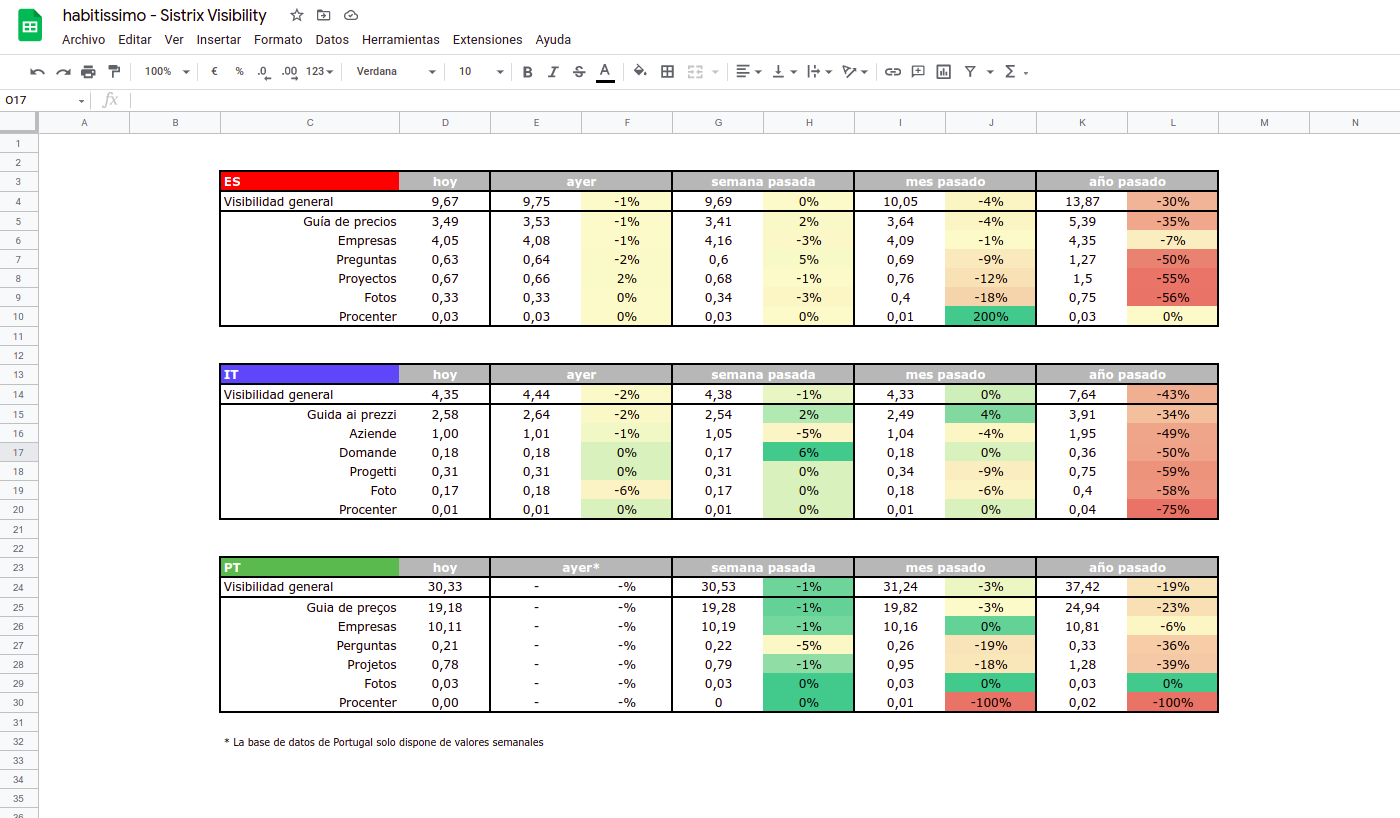 habitissimo - Sistrix Visibility
Archivo Editar Ver Insertar Formato Datos Herramientas Extensiones Ayuda
100% € % .0 .00 123 Verdana 10 B I S A Σ
O17 fx
A B C D E F G H I J K L M N
1
2
3 ES hoy ayer semana pasada mes pasado año pasado
4 Visibilidad general 9,67 9,75 -1% 9,69 0% 10,05 -4% 13,87 -30%
5 Guía de precios 3,49 3,53 -1% 3,41 2% 3,64 -4% 5,39 -35%
6 Empresas 4,05 4,08 -1% 4,16 -3% 4,09 -1% 4,35 -7%
7 Preguntas 0,63 0,64 -2% 0,6 5% 0,69 -9% 1,27 -50%
8 Proyectos 0,67 0,66 2% 0,68 -1% 0,76 -12% 1,5 -55%
9 Fotos 0,33 0,33 0% 0,34 -3% 0,4 -18% 0,75 -56%
10 Procenter 0,03 0,03 0% 0,03 0% 0,01 200% 0,03 0%
11
12
13 IT hoy ayer semana pasada mes pasado año pasado
14 Visibilidad general 4,35 4,44 -2% 4,38 -1% 4,33 0% 7,64 -43%
15 Guida ai prezzi 2,58 2,64 -2% 2,54 2% 2,49 4% 3,91 -34%
16 Aziende 1,00 1,01 -1% 1,05 -5% 1,04 -4% 1,95 -49%
17 Domande 0,18 0,18 0% 0,17 6% 0,18 0% 0,36 -50%
18 Progetti 0,31 0,31 0% 0,31 0% 0,34 -9% 0,75 -59%
19 Foto 0,17 0,18 -6% 0,17 0% 0,18 -6% 0,4 -58%
20 Procenter 0,01 0,01 0% 0,01 0% 0,01 0% 0,04 -75%
21
22
23 PT hoy ayer* semana pasada mes pasado año pasado
24 Visibilidad general 30,33 - -% 30,53 -1% 31,24 -3% 37,42 -19%
25 Guia de preços 19,18 - -% 19,28 -1% 19,82 -3% 24,94 -23%
26 Empresas 10,11 - -% 10,19 -1% 10,16 0% 10,81 -6%
27 Perguntas 0,21 - -% 0,22 -5% 0,26 -19% 0,33 -36%
28 Projetos 0,78 - -% 0,79 -1% 0,95 -18% 1,28 -39%
29 Fotos 0,03 - -% 0,03 0% 0,03 0% 0,03 0%
30 Procenter 0,00 - -% 0 0% 0,01 -100% 0,02 -100%
31
32 * La base de datos de Portugal solo dispone de valores semanales
33
34
35
36